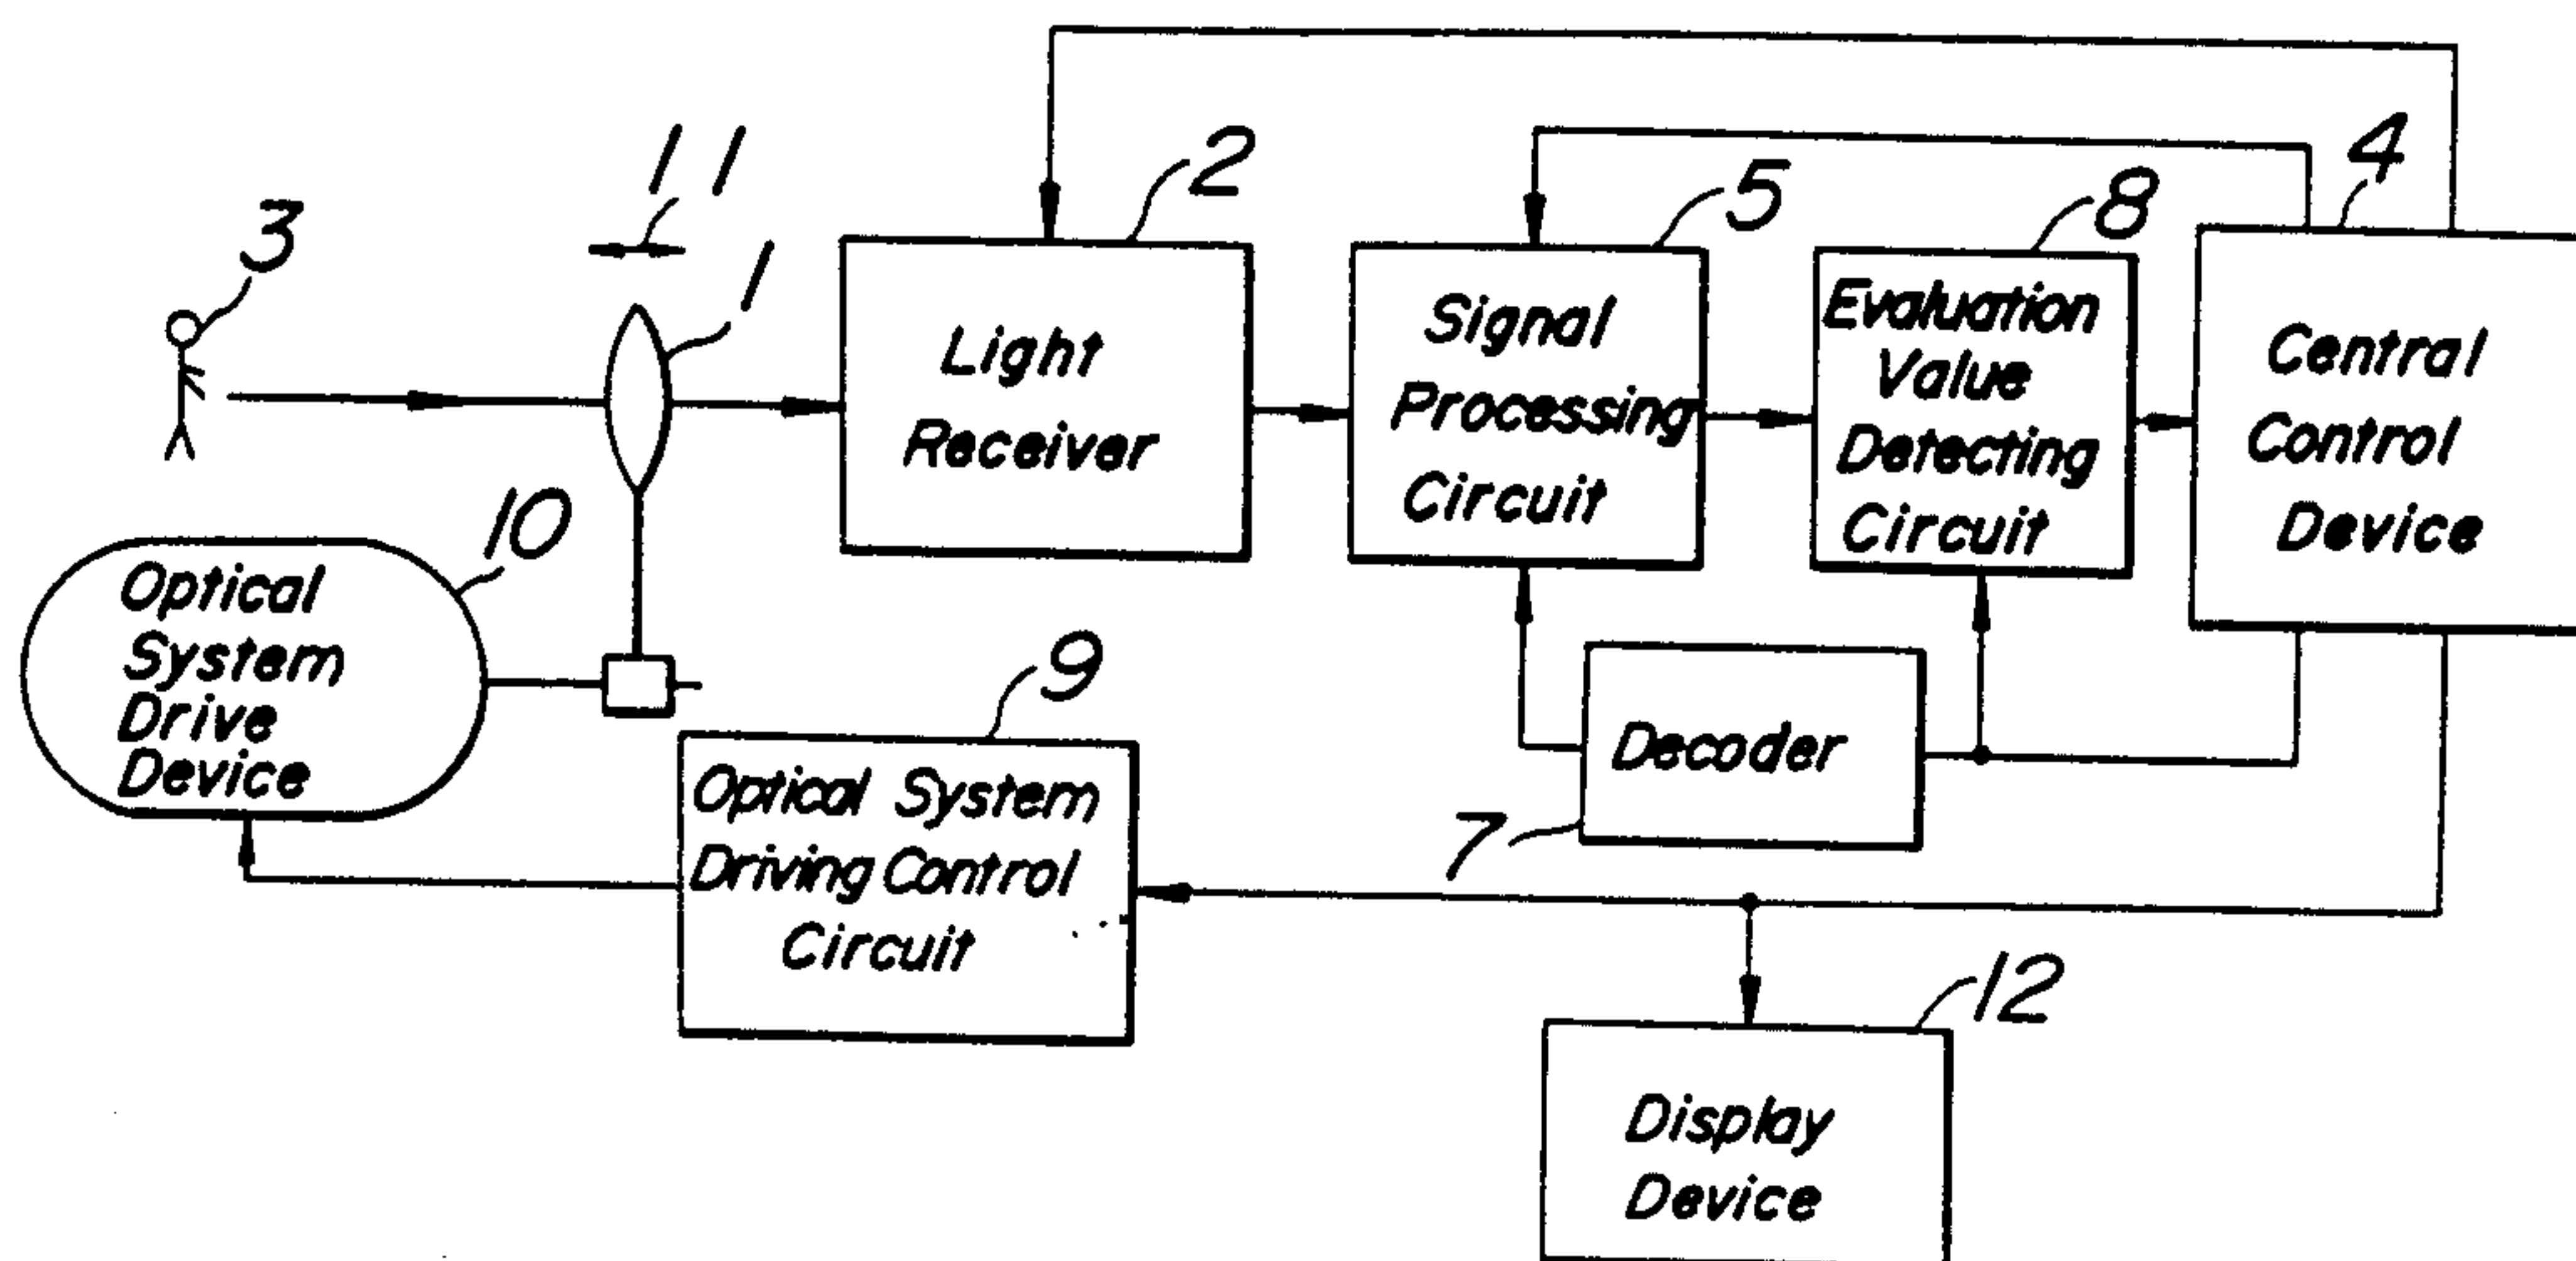 3
11
1
2
5
8
4
Light
Receiver
Signal
Processing
Circuit
Evaluation
Value
Detecting
Circuit
Central
Control
Device
10
Optical
System
Drive
Device
9
Optical System
Driving Control
Circuit
7
Decoder
12
Display
Device